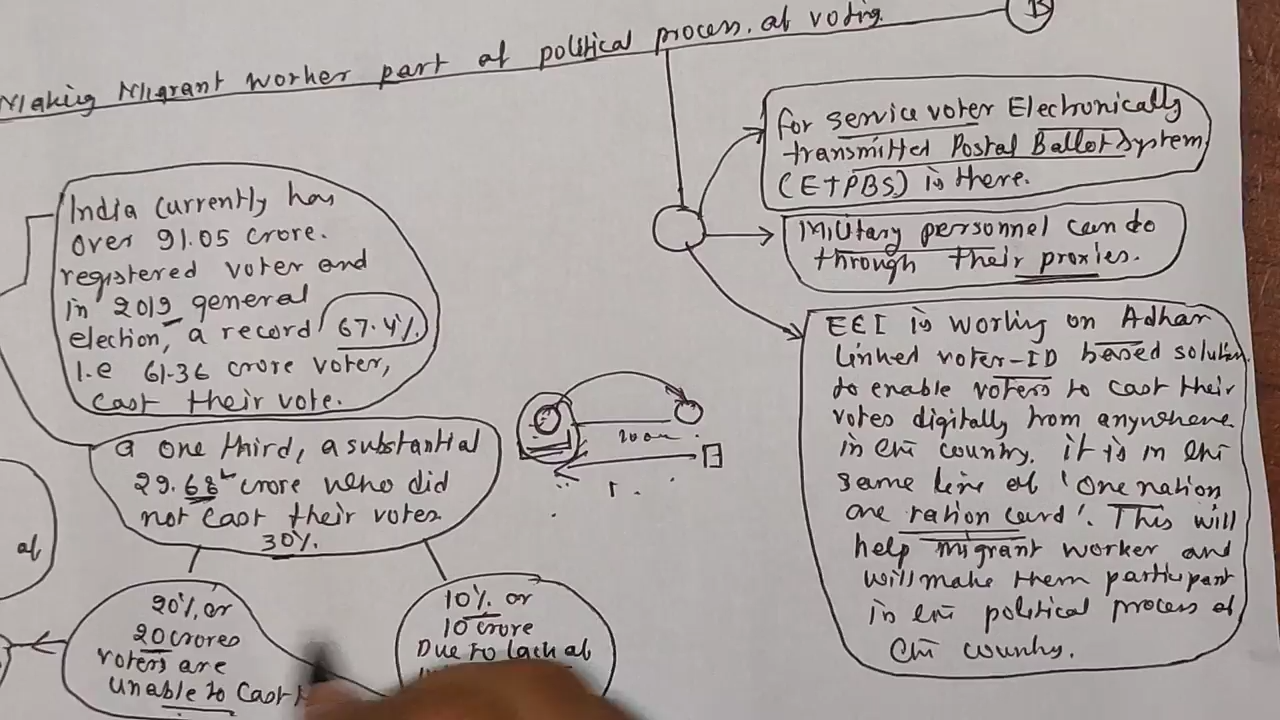 Making Migrant worker part of political process of voting.
B
for service voter Electronically
transmitted Postal Ballot System
(ETPBS) is there.
Military personnel can do
through their proxies.
EEI is working on Adhar
linked voter-ID based solution
to enable voters to cast their
votes digitally from anywhere
in the country. it is in the
same line of 'One nation
one ration card'. This will
help migrant worker and
will make them participant
in the political process of
the country.
India currently has
over 91.05 crore.
registered voter and
in 2019 general
election, a record 67.4%.
i.e 61.36 crore voter,
cast their vote.
a one third, a substantial
29.68 crore who did
not cast their votes
30%.
of
20% or
20 crores
voters are
unable to cast
10% or
10 crore
Due to lack of